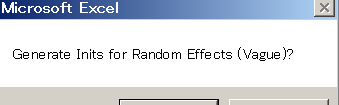 Microsoft Excel
Generate Inits for Random Effects (Vague)?